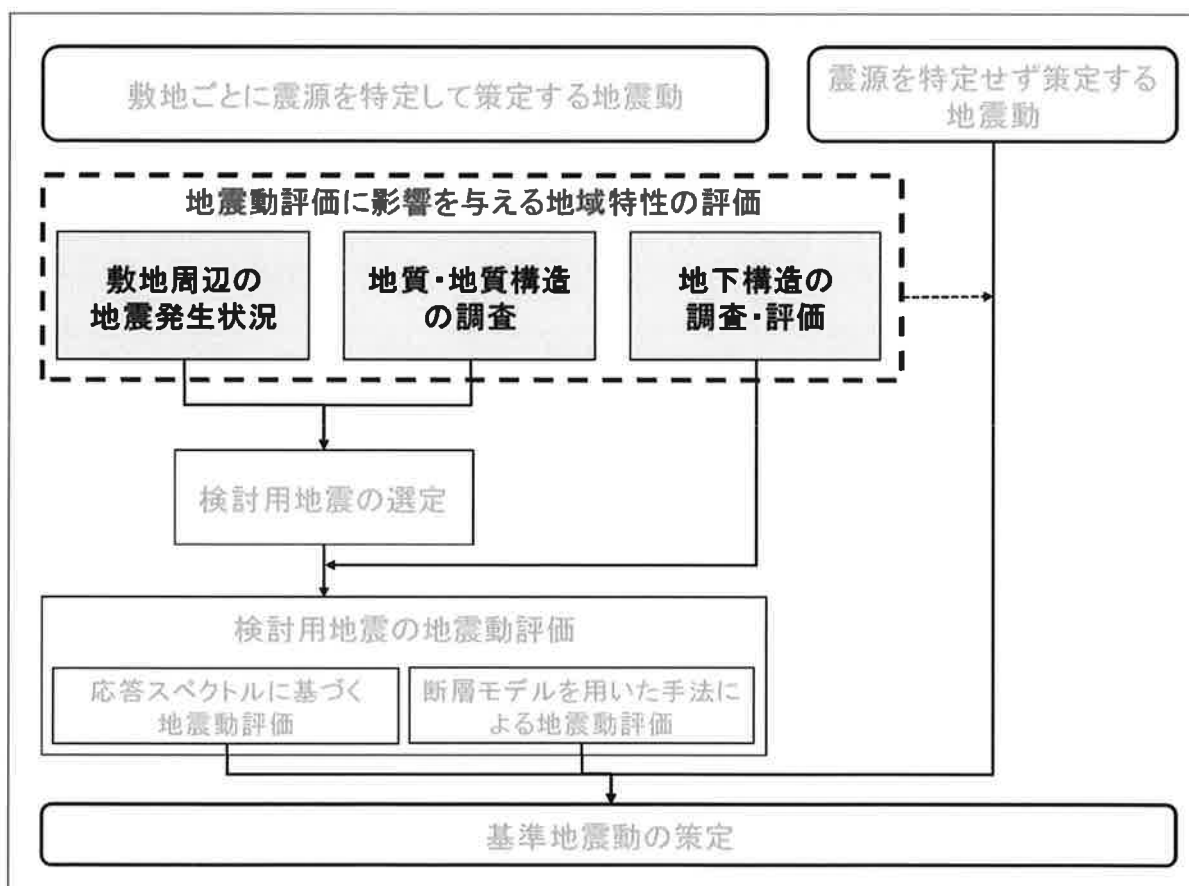 敷地ごとに震源を特定して策定する地震動
震源を特定せず策定する
地震動
地震動評価に影響を与える地域特性の評価
敷地周辺の
地震発生状況
地質・地質構造
の調査
地下構造の
調査・評価
検討用地震の選定
検討用地震の地震動評価
応答スペクトルに基づく
地震動評価
断層モデルを用いた手法に
よる地震動評価
基準地震動の策定